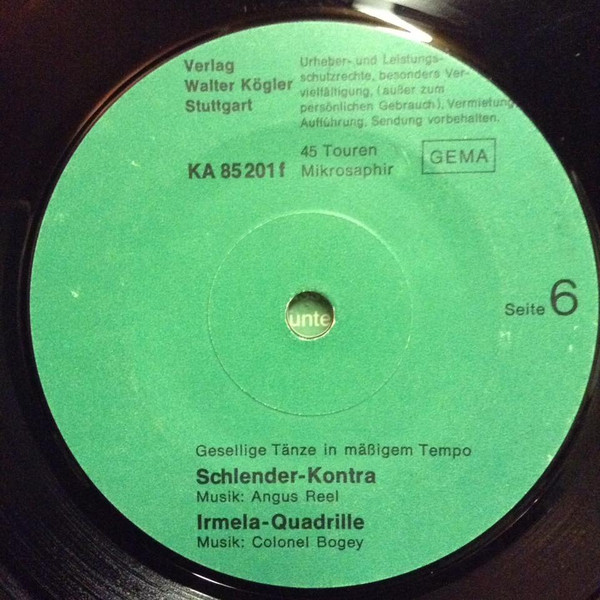 Verlag
Walter Kögler
Stuttgart
Urheber- und Leistungs-
schutzrechte, besonders Ver-
vielfältigung, (außer zum
persönlichen Gebrauch), Vermietung,
Aufführung, Sendung vorbehalten.
KA 85 201 f
45 Touren
Mikrosaphir
GEMA
unte
Seite 6
Gesellige Tänze in mäßigem Tempo
Schlender-Kontra
Musik: Angus Reel
Irmela-Quadrille
Musik: Colonel Bogey